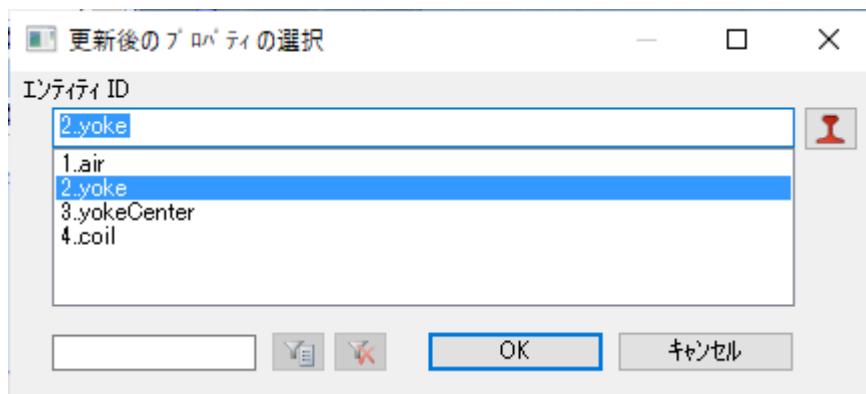 更新後のプロパティの選択
エンティティ ID
2..yoke
1..air
2..yoke
3..yokeCenter
4..coil
OK
キャンセル